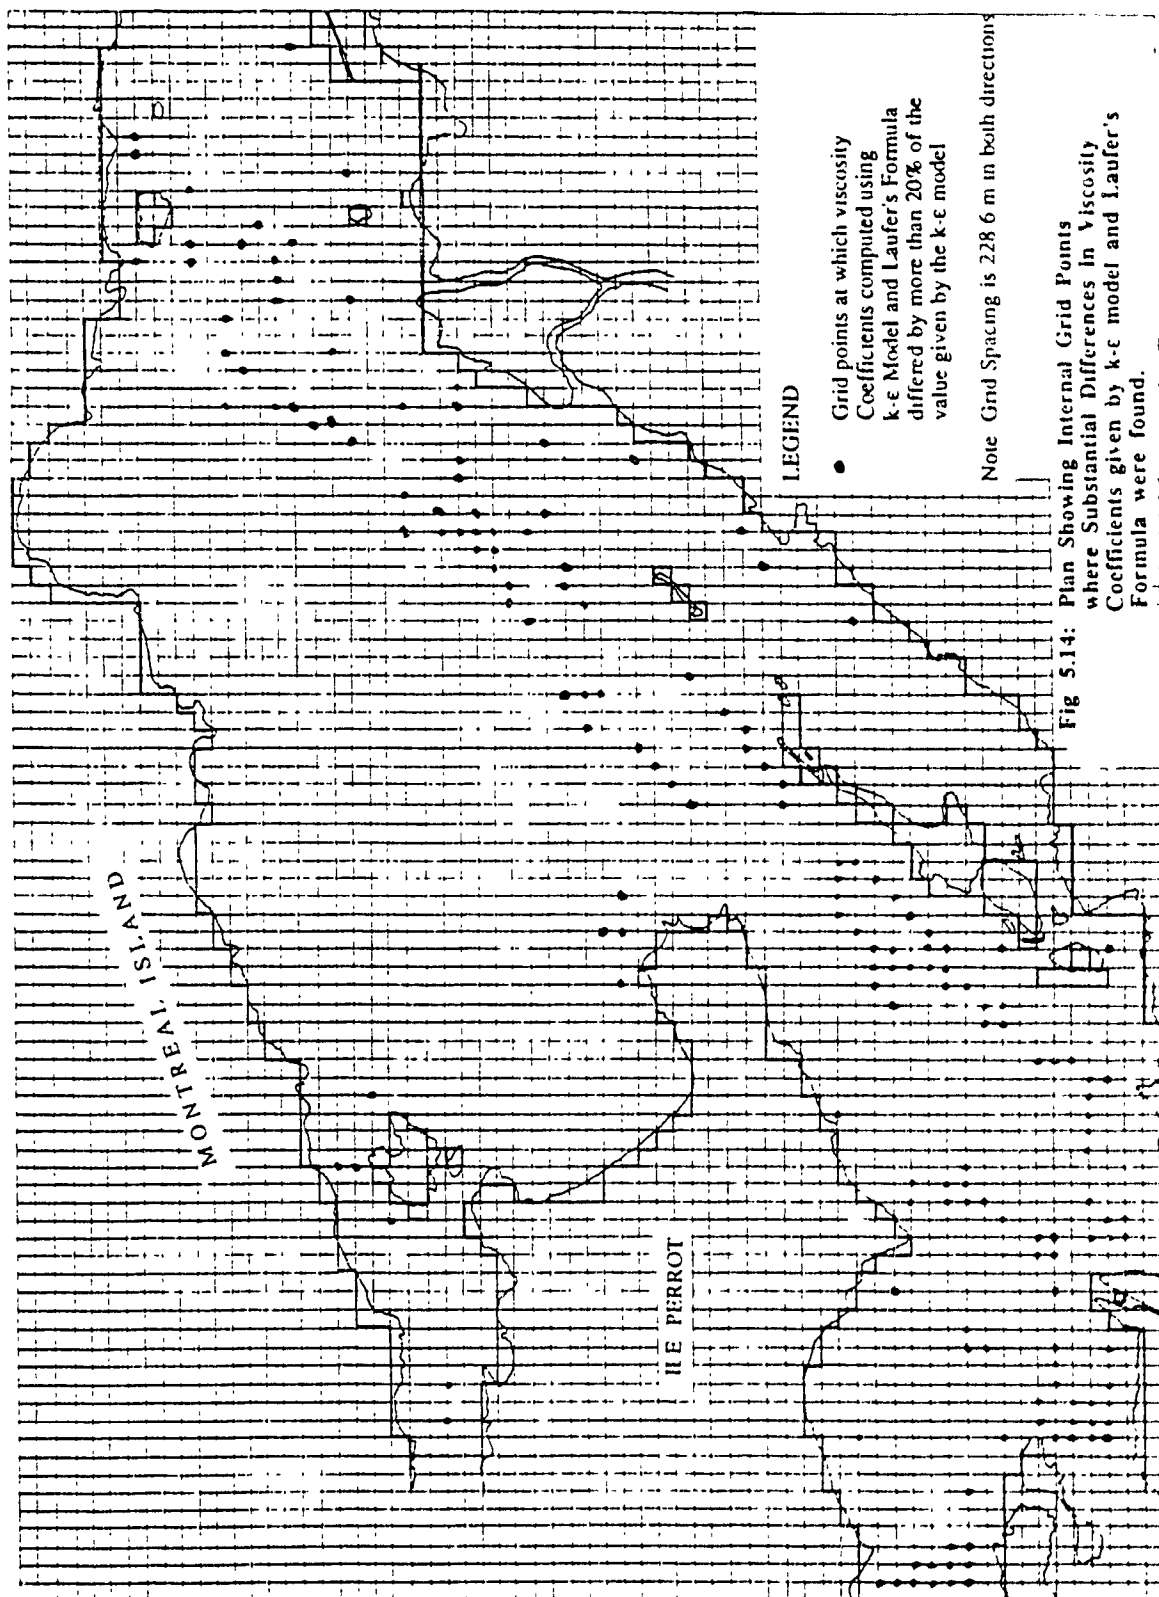 MONTREAL ISLAND
ILE PERROT
LEGEND
Grid points at which viscosity
Coefficients computed using
k-ε Model and Laufer's Formula
differed by more than 20% of the
value given by the k-ε model
Note Grid Spacing is 228 6 m in both directions
Fig 5.14: Plan Showing Internal Grid Points
where Substantial Differences in Viscosity
Coefficients given by k-ε model and Laufer's
Formula were found.